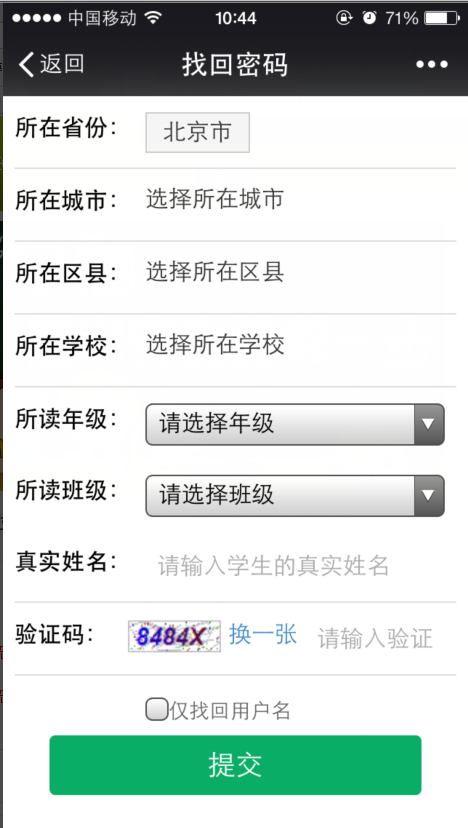 中国移动 10:44 71%
返回 找回密码
所在省份： 北京市
所在城市： 选择所在城市
所在区县： 选择所在区县
所在学校： 选择所在学校
所读年级： 请选择年级
所读班级： 请选择班级
真实姓名： 请输入学生的真实姓名
验证码： 8484X 换一张 请输入验证
仅找回用户名
提交